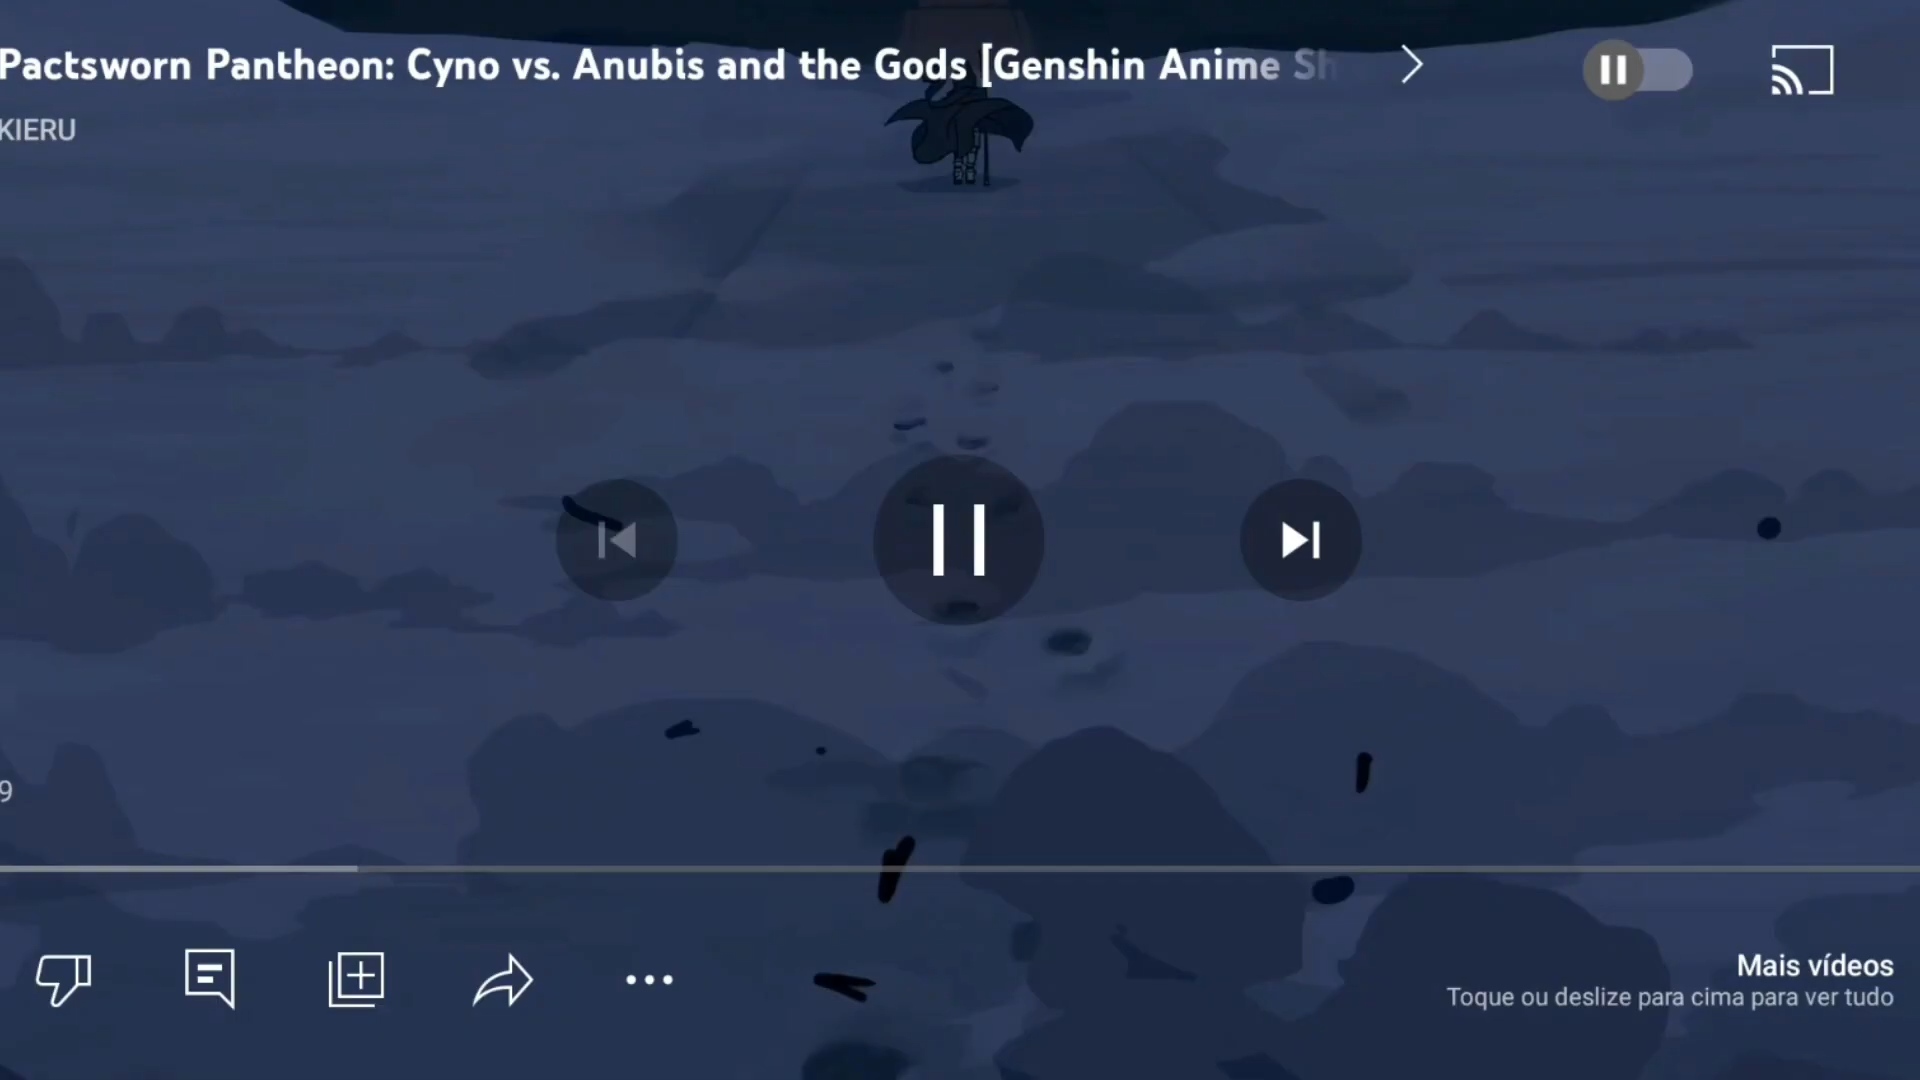 Pactsworn Pantheon: Cyno vs. Anubis and the Gods [Genshin Anime Sh
KIERU
9
Mais vídeos
Toque ou deslize para cima para ver tudo